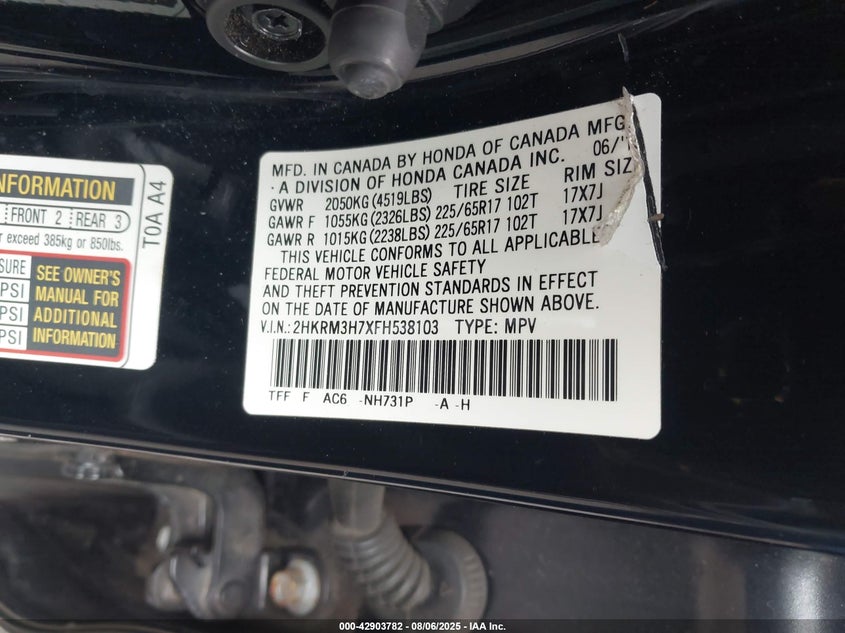 NFORMATION
FRONT 2 REAR 3
r exceed 385kg or 850lbs.
SURE
PSI
PSI
PSI
SEE OWNER'S
MANUAL FOR
ADDITIONAL
INFORMATION
T0A A4
MFD. IN CANADA BY HONDA OF CANADA MFG
· A DIVISION OF HONDA CANADA INC. 06/'
GVWR 2050KG (4519LBS) TIRE SIZE RIM SIZ
GAWR F 1055KG (2326LBS) 225/65R17 102T 17X7J
GAWR R 1015KG (2238LBS) 225/65R17 102T 17X7J
THIS VEHICLE CONFORMS TO ALL APPLICABLE
FEDERAL MOTOR VEHICLE SAFETY
AND THEFT PREVENTION STANDARDS IN EFFECT
ON THE DATE OF MANUFACTURE SHOWN ABOVE.
V.I.N.: 2HKRM3H7XFH538103 TYPE: MPV
TFF F AC6 -NH731P -A -H
000-42903782 - 08/06/2025 - IAA Inc.